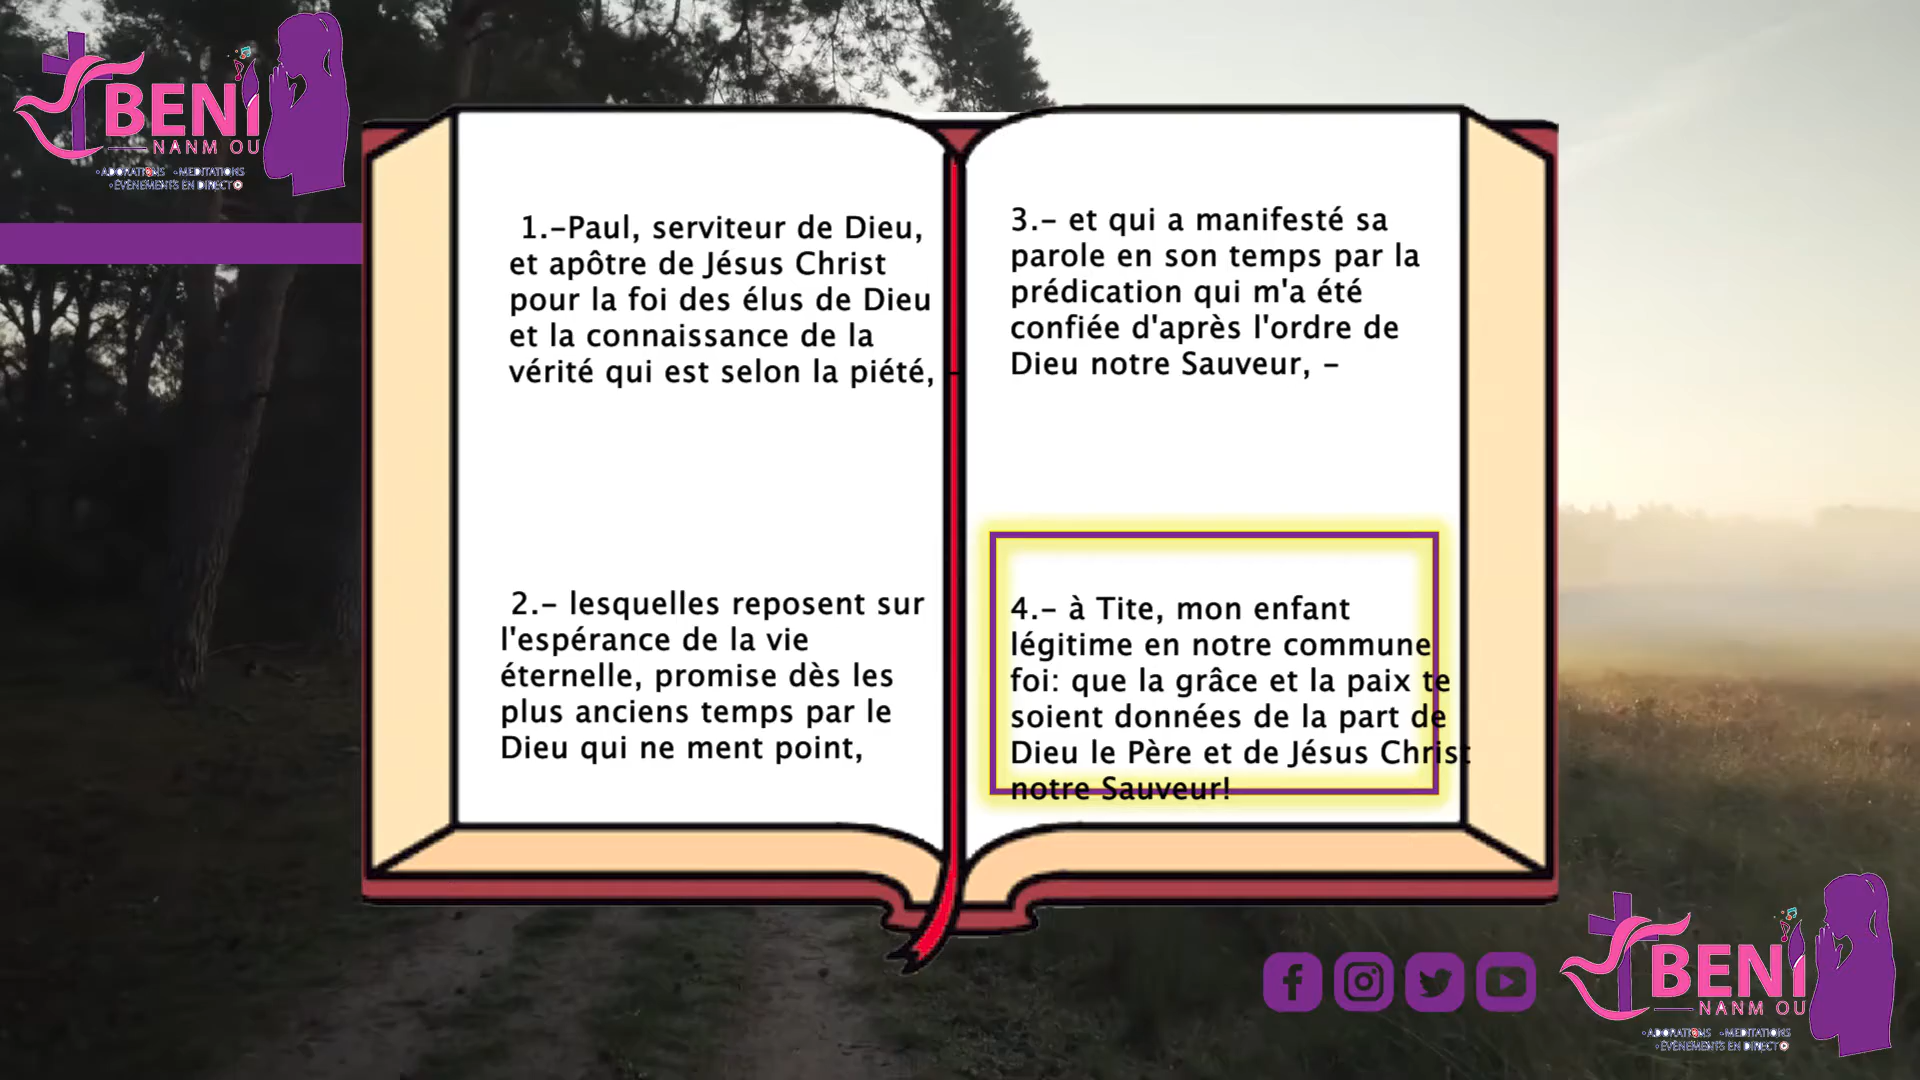 BENi
NANM OU
•ADORATIONS •MEDITATIONS
•ÉVÈNEMENTS EN DIRECT
1.-Paul, serviteur de Dieu,
et apôtre de Jésus Christ
pour la foi des élus de Dieu
et la connaissance de la
vérité qui est selon la piété, -
2.- lesquelles reposent sur
l'espérance de la vie
éternelle, promise dès les
plus anciens temps par le
Dieu qui ne ment point,
3.- et qui a manifesté sa
parole en son temps par la
prédication qui m'a été
confiée d'après l'ordre de
Dieu notre Sauveur, -
4.- à Tite, mon enfant
légitime en notre commune
foi: que la grâce et la paix te
soient données de la part de
Dieu le Père et de Jésus Christ
notre Sauveur!
BENi
NANM OU
•ADORATIONS •MEDITATIONS
•ÉVÈNEMENTS EN DIRECT